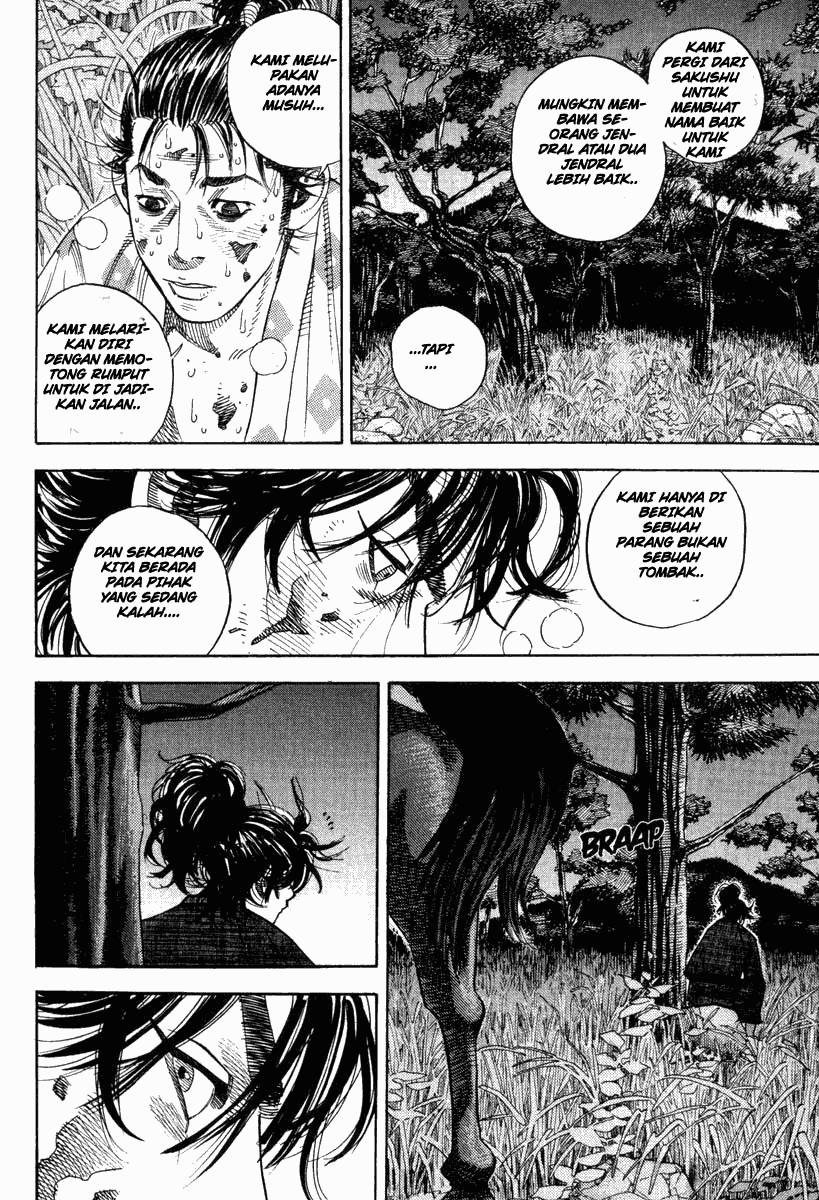 KAMI
PERGI DARI
SAKUSHU
UNTUK
MEMBUAT
NAMA BAIK
UNTUK
KAMI
MUNGKIN MEM-
BAWA SE-
ORANG JEN-
DRAL ATAU DUA
JENDRAL
LEBIH BAIK..
...TAPI
...
KAMI MELU-
PAKAN
ADANYA
MUSUH...
KAMI MELARI-
KAN DIRI
DENGAN MEMO-
TONG RUMPUT
UNTUK DI JADI-
KAN JALAN..
KAMI HANYA DI
BERIKAN
SEBUAH
PARANG BUKAN
SEBUAH
TOMBAK..
DAN SEKARANG
KITA BERADA
PADA PIHAK
YANG SEDANG
KALAH....
BRAAP